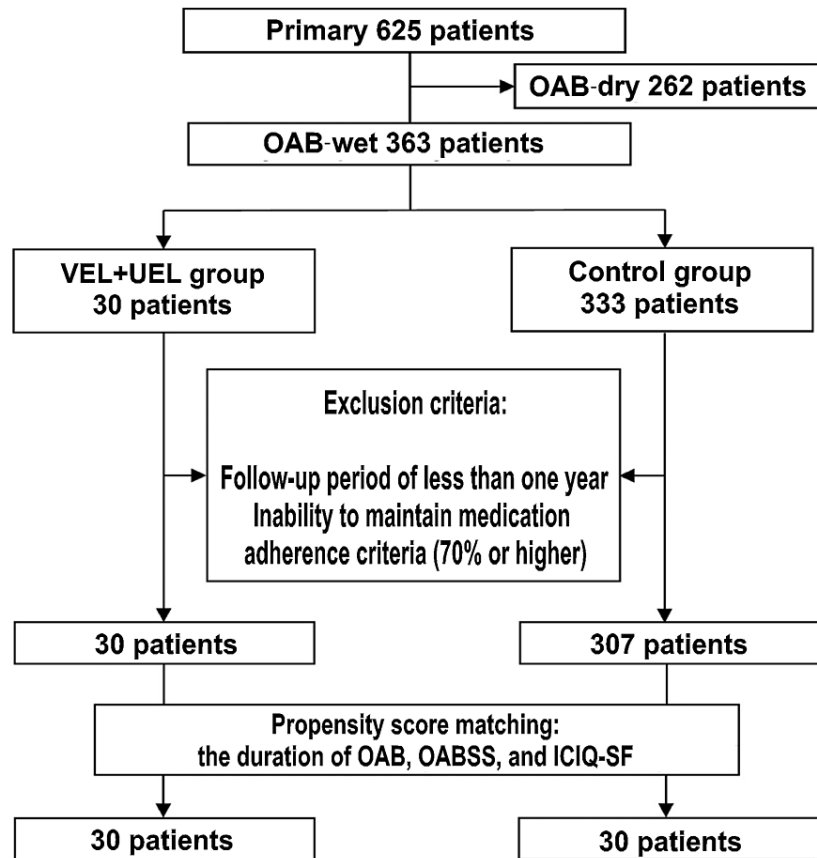 Primary 625 patients
OAB-dry 262 patients
OAB-wet 363 patients
VEL+UEL group
30 patients
Control group
333 patients
Exclusion criteria:
Follow-up period of less than one year
Inability to maintain medication
adherence criteria (70% or higher)
30 patients
307 patients
Propensity score matching:
the duration of OAB, OABSS, and ICIQ-SF
30 patients
30 patients